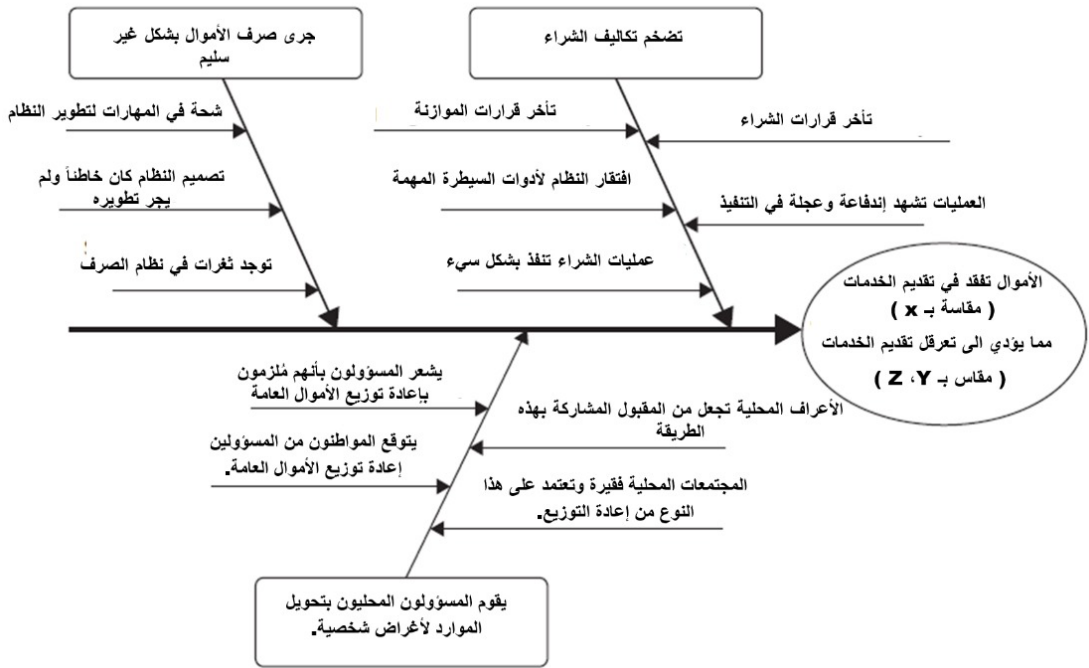 تضخم تكاليف الشراء
جرى صرف الأموال بشكل غير
سليم
تأخر قرارات الشراء
تأخر قرارات الموازنة
شحة في المهارات لتطوير النظام
العمليات تشهد إندفاعة وعجلة في التنفيذ
افتقار النظام لأدوات السيطرة المهمة
تصميم النظام كان خاطئاً ولم
يجر تطويره
عمليات الشراء تنفذ بشكل سيء
توجد ثغرات في نظام الصرف
الأموال تفقد في تقديم الخدمات
( مقاسة بـ x )
مما يؤدي الى تعرقل تقديم الخدمات
( مقاس بـ Z ،Y )
يشعر المسؤولون بأنهم مُلزمون
بإعادة توزيع الأموال العامة
الأعراف المحلية تجعل من المقبول المشاركة بهذه
الطريقة
يتوقع المواطنون من المسؤولين
إعادة توزيع الأموال العامة.
المجتمعات المحلية فقيرة وتعتمد على هذا
النوع من إعادة التوزيع.
يقوم المسؤولون المحليون بتحويل
الموارد لأغراض شخصية.